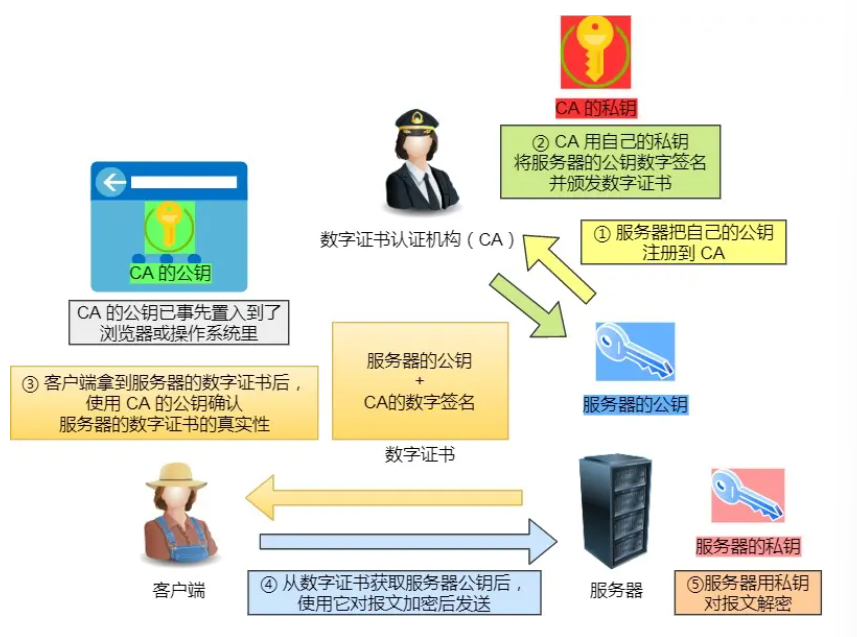 CA 的私钥
② CA 用自己的私钥
将服务器的公钥数字签名
并颁发数字证书
数字证书认证机构（CA）
① 服务器把自己的公钥
注册到 CA
CA 的公钥
CA 的公钥已事先置入到了
浏览器或操作系统里
服务器的公钥
+
CA的数字签名
数字证书
服务器的公钥
③ 客户端拿到服务器的数字证书后，
使用 CA 的公钥确认
服务器的数字证书的真实性
客户端
④ 从数字证书获取服务器公钥后，
使用它对报文加密后发送
服务器
服务器的私钥
⑤服务器用私钥
对报文解密